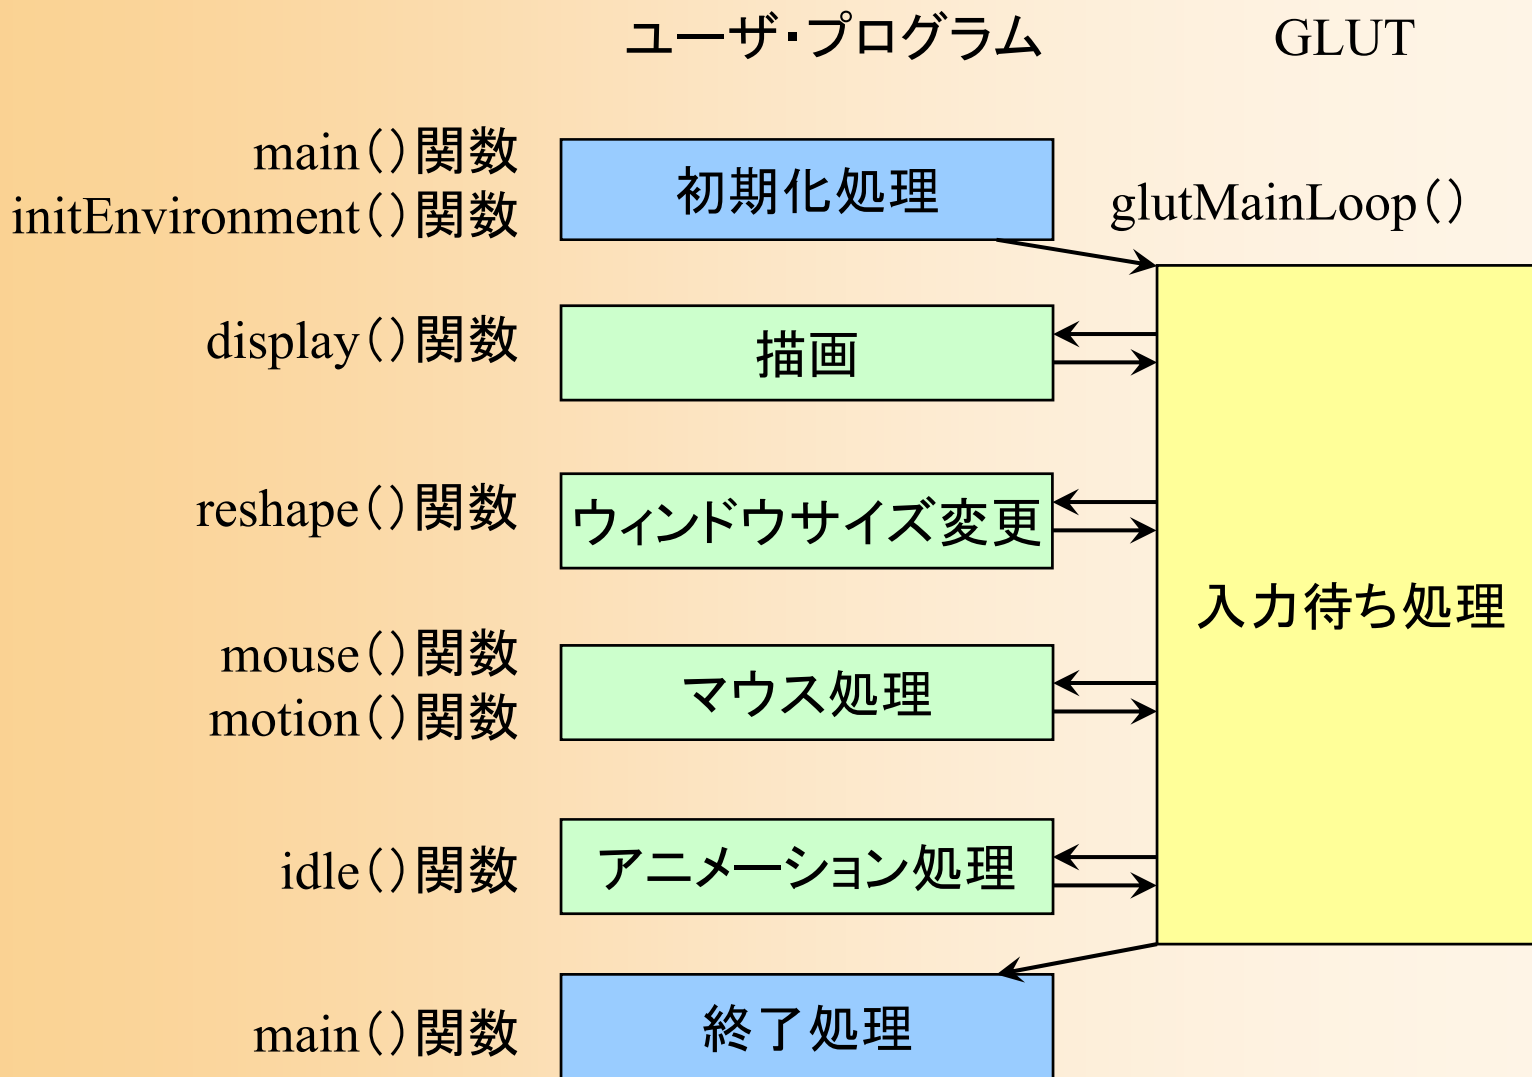 ユーザ・プログラム
GLUT
main()関数
initEnvironment()関数
初期化処理
glutMainLoop()
display()関数
描画
reshape()関数
ウィンドウサイズ変更
入力待ち処理
mouse()関数
motion()関数
マウス処理
idle()関数
アニメーション処理
main()関数
終了処理